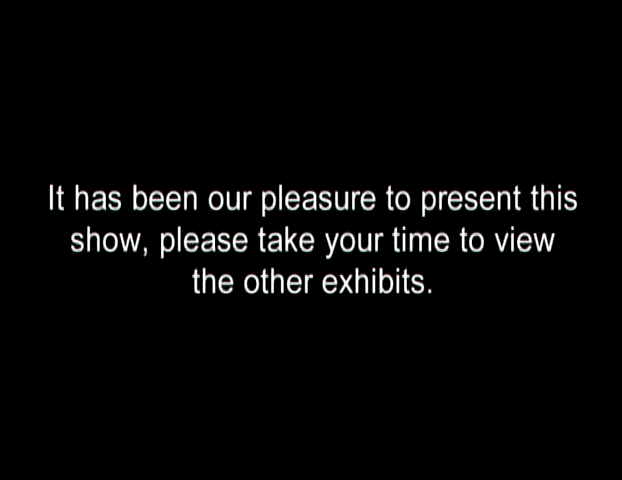 It has been our pleasure to present this
show, please take your time to view
the other exhibits.